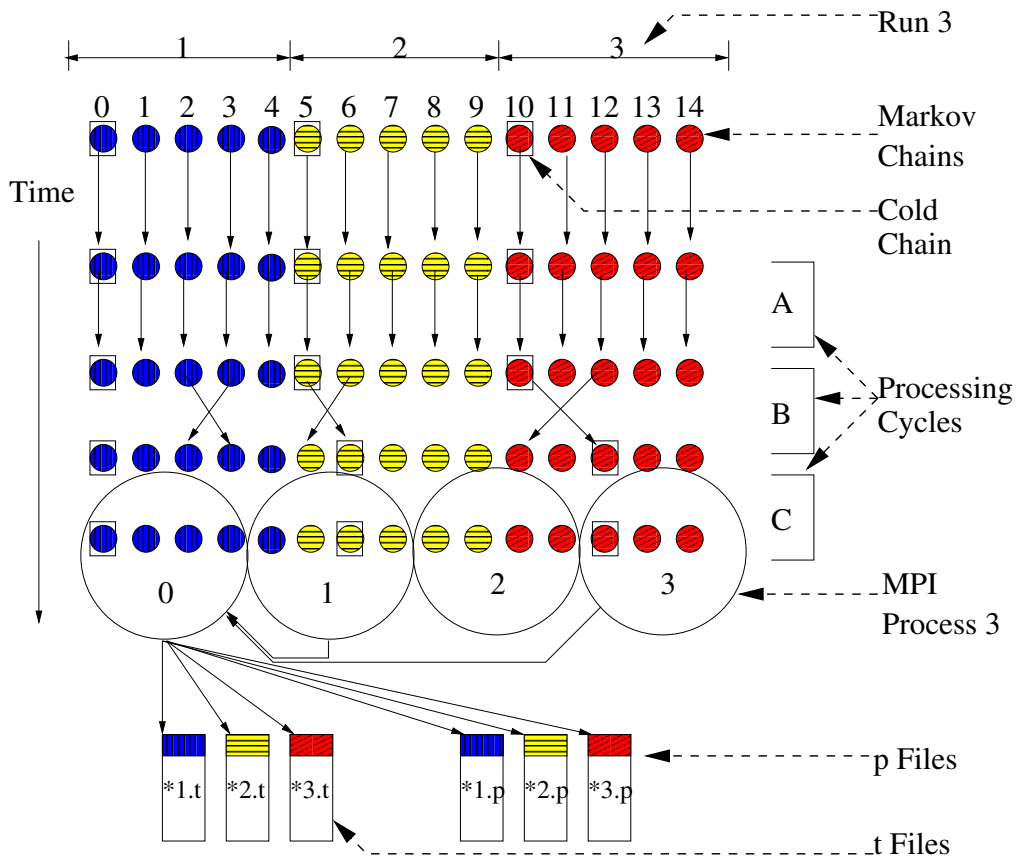 Run 3
1 2 3
0 1 2 3 4 5 6 7 8 9 10 11 12 13 14
Markov
Chains
Time
Cold
Chain
A
Processing
Cycles
B
C
0 1 2 3
MPI
Process 3
p Files
*1.t *2.t *3.t *1.p *2.p *3.p
t Files